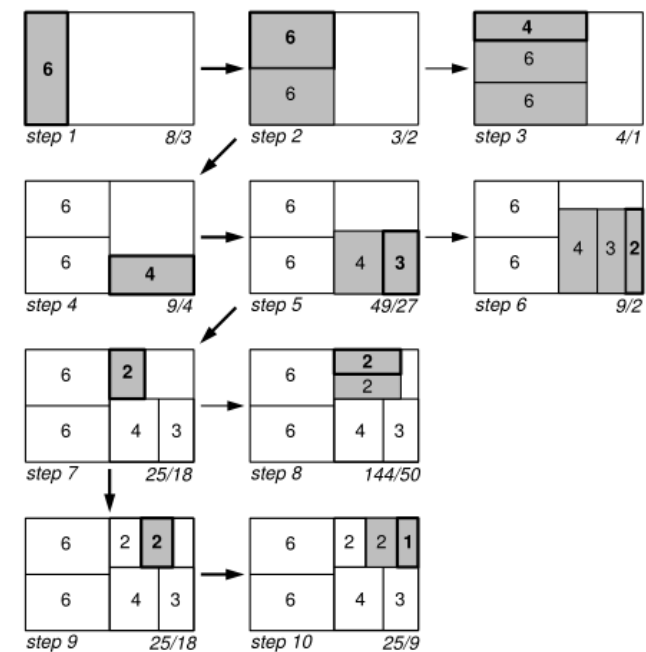 6
step 1 8/3
6
6
step 2 3/2
4
6
6
step 3 4/1
6
6
4
step 4 9/4
6
6
4 3
step 5 49/27
6
6
4 3 2
step 6 9/2
6 2
6 4 3
step 7 25/18
6 2
2
6 4 3
step 8 144/50
6 2 2
6 4 3
step 9 25/18
6 2 2 1
6 4 3
step 10 25/9